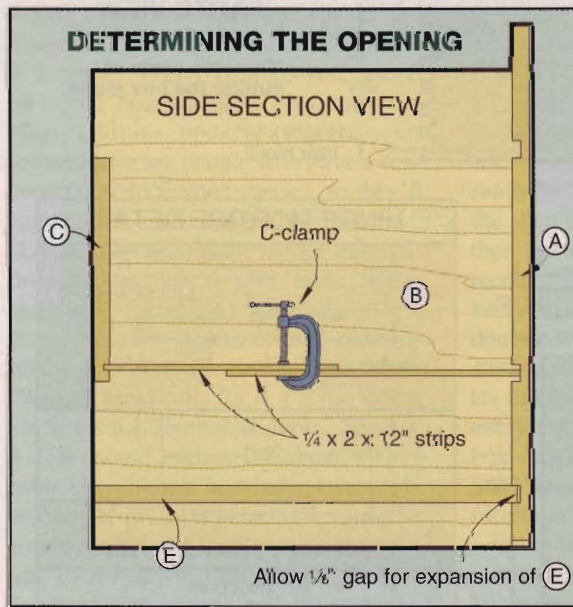 DETERMINING THE OPENING
SIDE SECTION VIEW
C
C-clamp
A
B
1/4 x 2 x 12" strips
E
Allow 1/8" gap for expansion of E